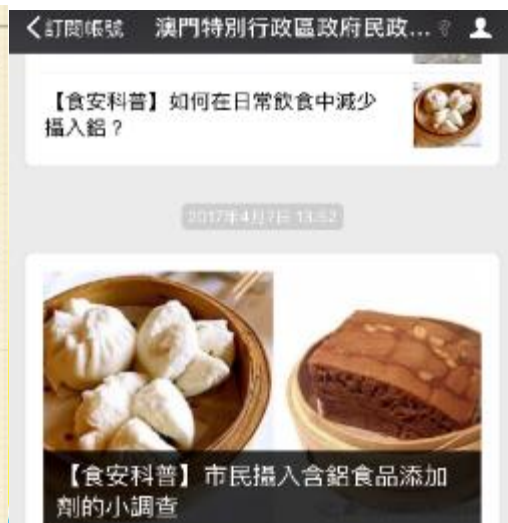 訂閱帳號 澳門特別行政區政府民政...
【食安科普】如何在日常飲食中減少
攝入鋁？
2017年4月7日 13:52
【食安科普】市民攝入含鋁食品添加
劑的小調查